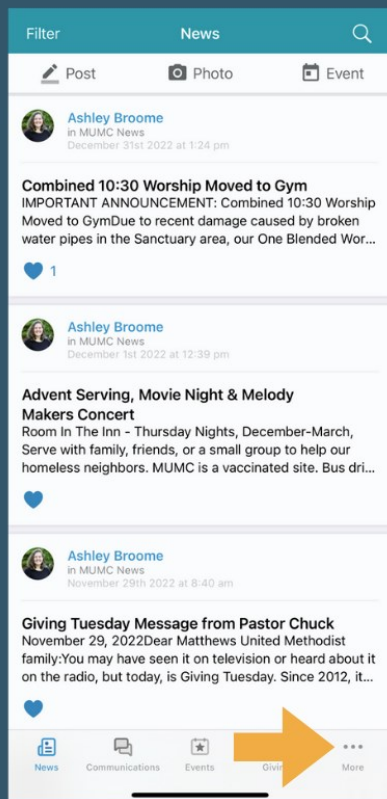 Filter News
Post Photo Event
Ashley Broome
in MUMC News
December 31st 2022 at 1:24 pm
Combined 10:30 Worship Moved to Gym
IMPORTANT ANNOUNCEMENT: Combined 10:30 Worship
Moved to GymDue to recent damage caused by broken
water pipes in the Sanctuary area, our One Blended Wor...
1
Ashley Broome
in MUMC News
December 1st 2022 at 12:39 pm
Advent Serving, Movie Night & Melody
Makers Concert
Room In The Inn - Thursday Nights, December-March,
Serve with family, friends, or a small group to help our
homeless neighbors. MUMC is a vaccinated site. Bus dri...
Ashley Broome
in MUMC News
November 29th 2022 at 8:40 am
Giving Tuesday Message from Pastor Chuck
November 29, 2022Dear Matthews United Methodist
family:You may have seen it on television or heard about it
on the radio, but today, is Giving Tuesday. Since 2012, it...
News Communications Events More